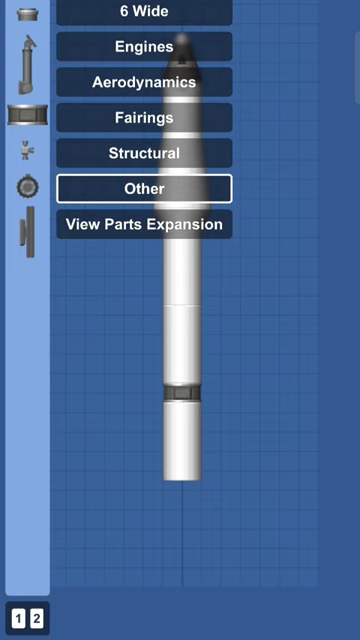 6 Wide
Engines
Aerodynamics
Fairings
Structural
Other
View Parts Expansion
1 2